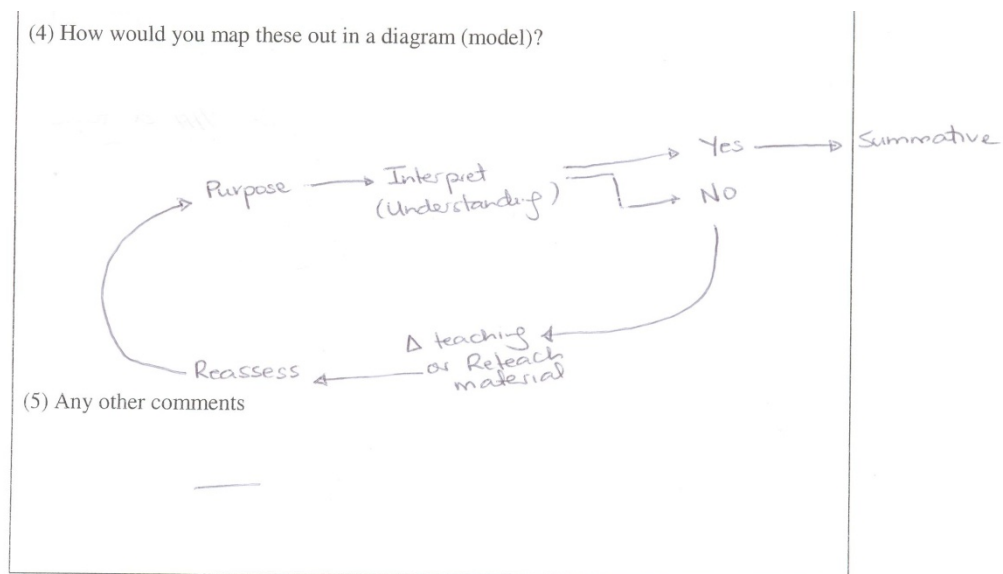 (4) How would you map these out in a diagram (model)?
Yes
Summative
Purpose
Interpret
(Understanding)
No
Δ teaching
or Reteach
material
Reassess
(5) Any other comments